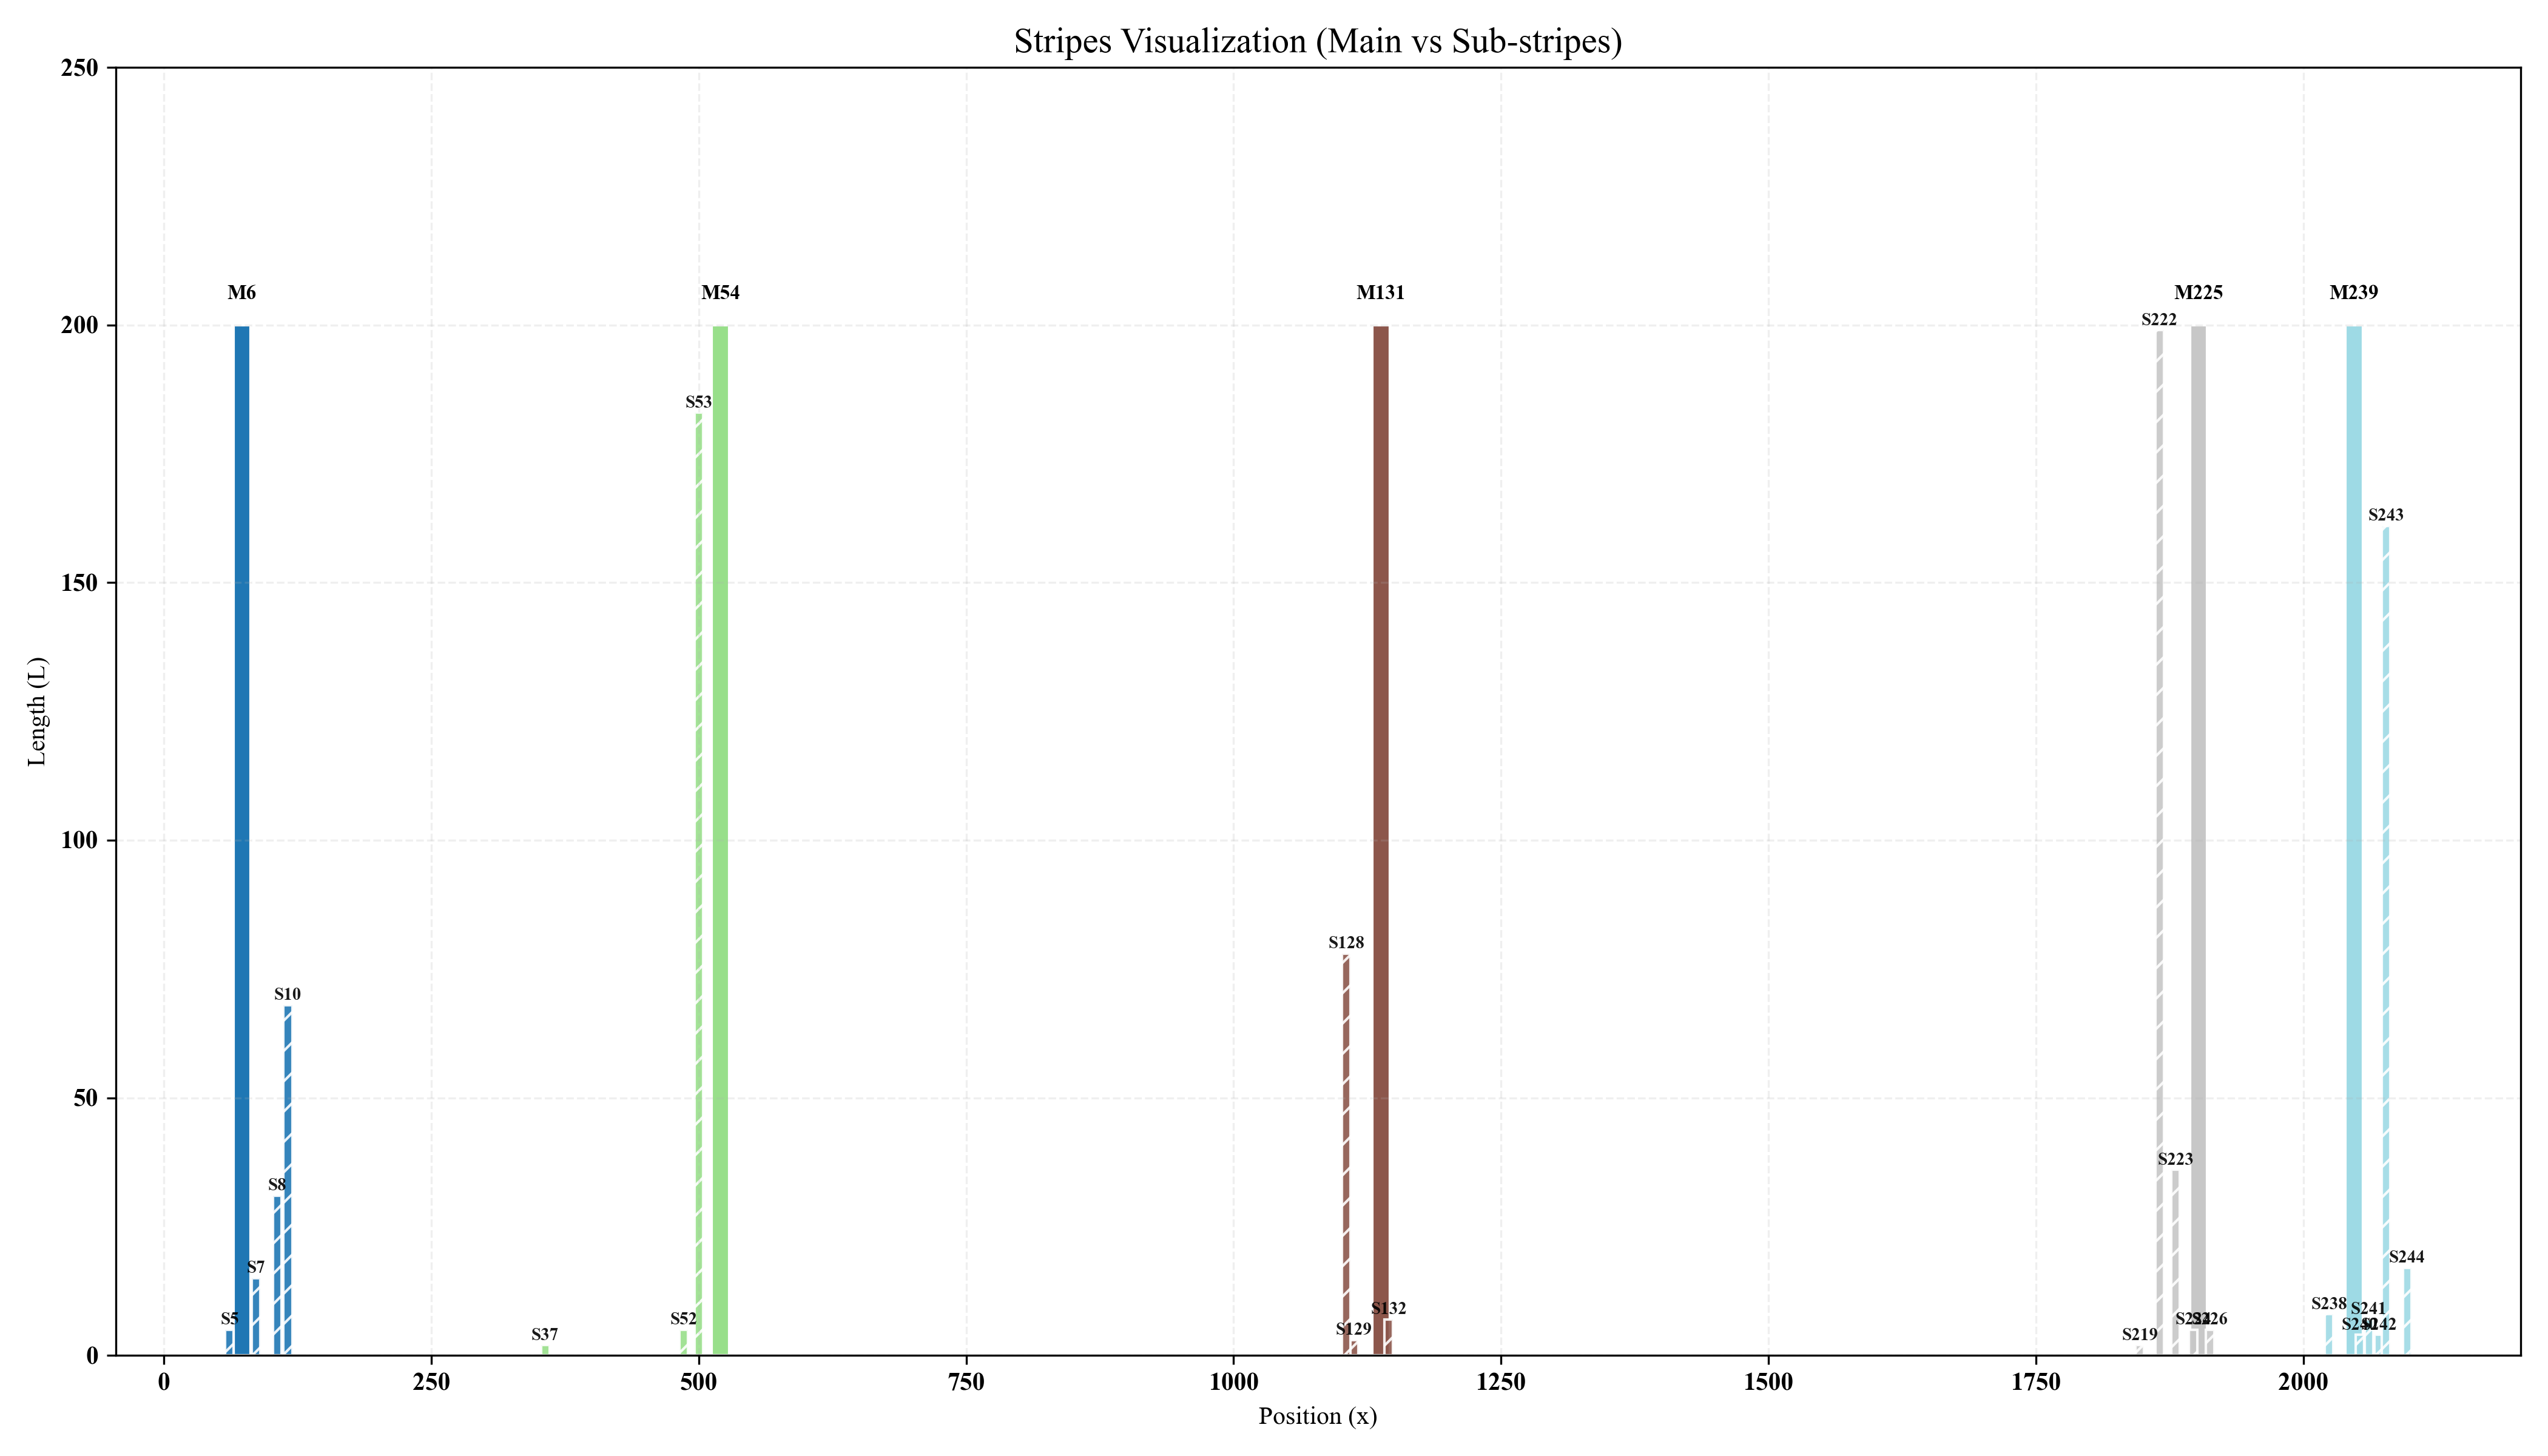 Stripes Visualization (Main vs Sub-stripes)
250
M6
M54
M131
M225
M239
200
S222
S53
S243
150
Length (L)
100
S128
S10
50
S8
S223
S7
S244
S5
S37
S52
S129
S132
S219
S226
S238
S241
S242
0
0
250
500
750
1000
1250
1500
1750
2000
Position (x)